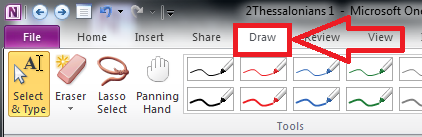 2Thessalonians 1 - Microsoft One
File Home Insert Share Draw Review View
Select & Type
Eraser
Lasso Select
Panning Hand
Tools